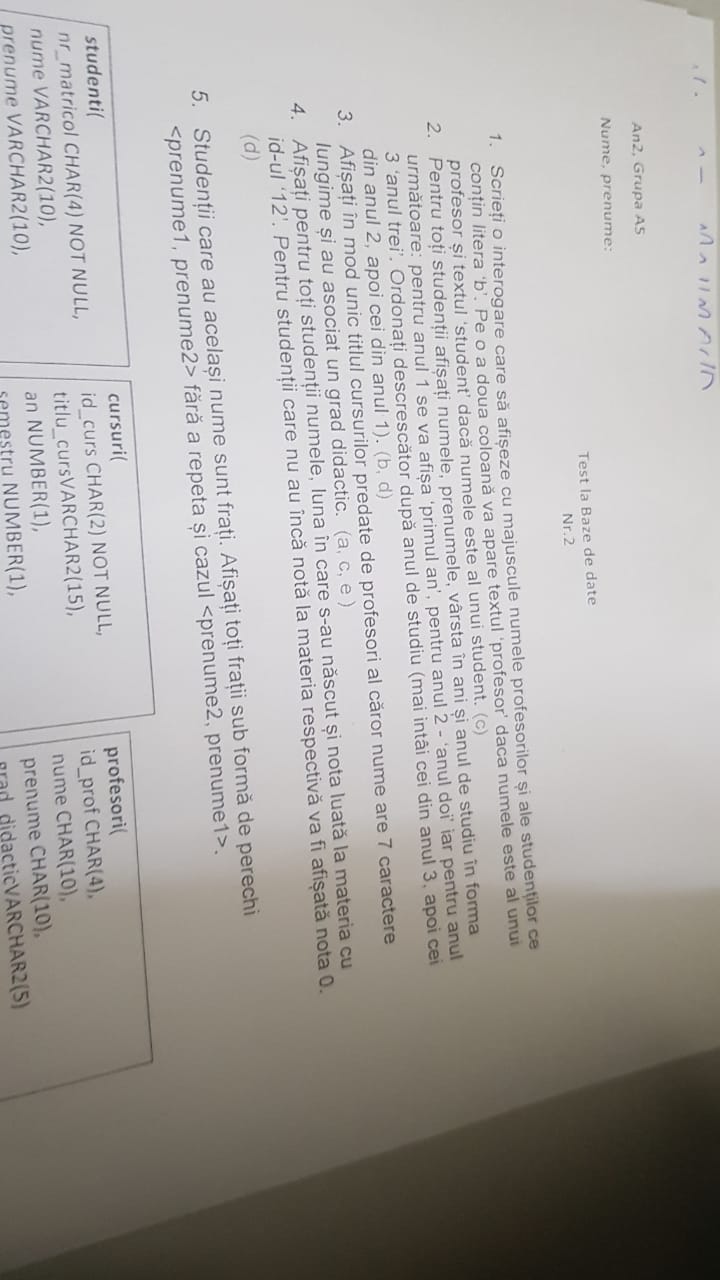 An2, Grupa A5
Nume, prenume:
Test la Baze de date
Nr.2
1. Scrieți o interogare care să afișeze cu majuscule numele profesorilor și ale studenților ce
conțin litera 'b'. Pe o a doua coloană va apare textul 'profesor' daca numele este al unui
profesor și textul 'student' dacă numele este al unui student. (c)
2. Pentru toți studenții afișați numele, prenumele, vârsta în ani și anul de studiu în forma
următoare: pentru anul 1 se va afișa 'primul an', pentru anul 2 - 'anul doi' iar pentru anul
3 'anul trei'. Ordonați descrescător după anul de studiu (mai intâi cei din anul 3, apoi cei
din anul 2, apoi cei din anul 1). (b, d)
3. Afișați în mod unic titlul cursurilor predate de profesori al căror nume are 7 caractere
lungime și au asociat un grad didactic. (a, c, e )
4. Afișați pentru toți studenții numele, luna în care s-au născut și nota luată la materia cu
id-ul '12'. Pentru studenții care nu au încă notă la materia respectivă va fi afișată nota 0.
(d)
5. Studenții care au același nume sunt frați. Afișați toți frații sub formă de perechi
<prenume1, prenume2> fără a repeta și cazul <prenume2, prenume1>.
studenti(
nr_matricol CHAR(4) NOT NULL,
nume VARCHAR2(10),
prenume VARCHAR2(10),
cursuri(
id_curs CHAR(2) NOT NULL,
titlu_cursVARCHAR2(15),
an NUMBER(1),
semestru NUMBER(1),
profesori(
id_prof CHAR(4),
nume CHAR(10),
prenume CHAR(10),
grad_didacticVARCHAR2(5)